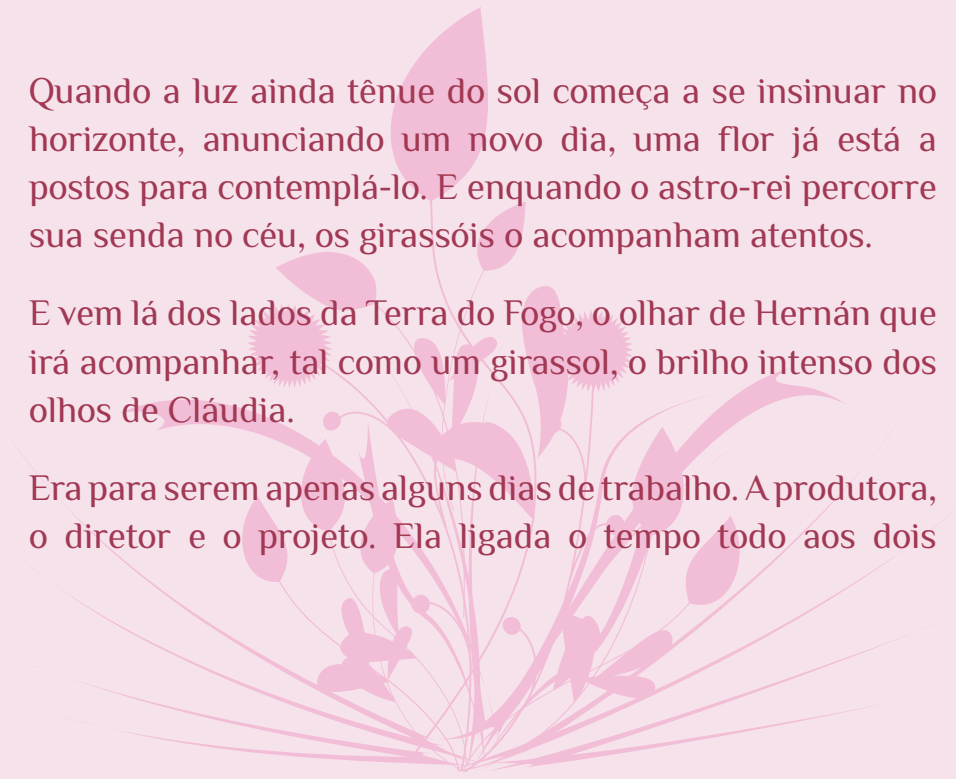 Quando a luz ainda tênue do sol começa a se insinuar no
horizonte, anunciando um novo dia, uma flor já está a
postos para contemplá-lo. E enquando o astro-rei percorre
sua senda no céu, os girassóis o acompanham atentos.
E vem lá dos lados da Terra do Fogo, o olhar de Hernán que
irá acompanhar, tal como um girassol, o brilho intenso dos
olhos de Cláudia.
Era para serem apenas alguns dias de trabalho. A produtora,
o diretor e o projeto. Ela ligada o tempo todo aos dois